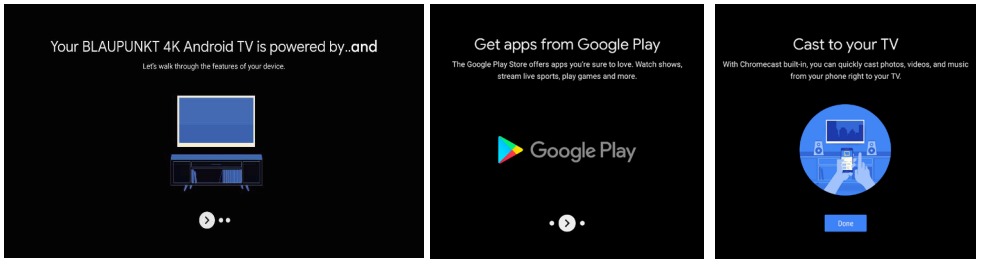 Your BLAUPUNKT 4K Android TV is powered by..and
Let's walk through the features of your device.
Get apps from Google Play
The Google Play Store offers apps you're sure to love. Watch shows,
stream live sports, play games and more.
Google Play
Cast to your TV
With Chromecast built-in, you can quickly cast photos, videos, and music
from your phone right to your TV.
Done